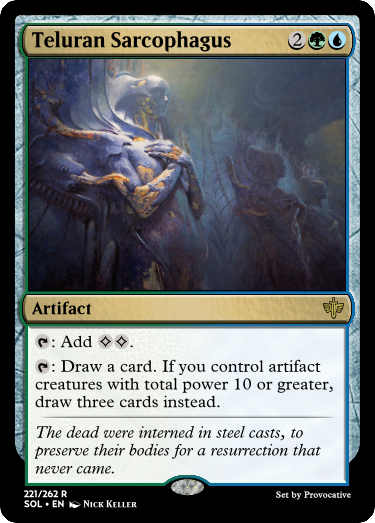 Teluran Sarcophagus 2
Artifact
: Add .
: Draw a card. If you control artifact
creatures with total power 10 or greater,
draw three cards instead.
The dead were interned in steel casts, to
preserve their bodies for a resurrection that
never came.
221/262 R
SOL • EN Nick Keller
Set by Provocative